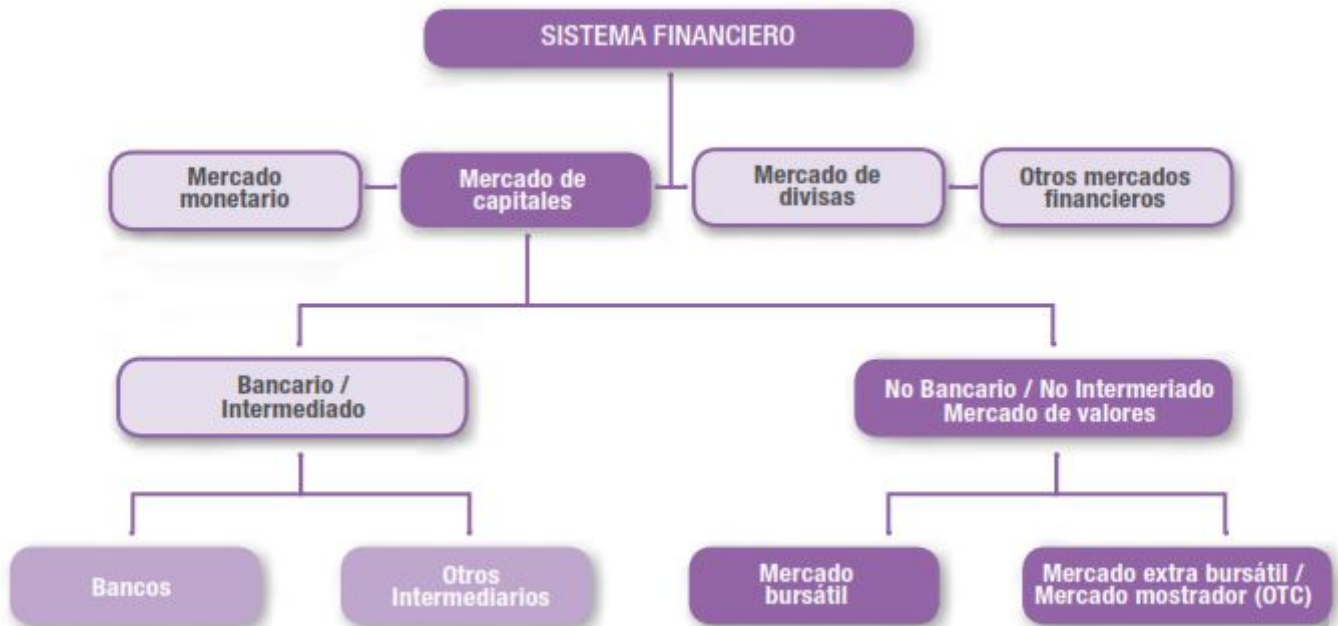 SISTEMA FINANCIERO
Mercado
monetario
Mercado de
capitales
Mercado de
divisas
Otros mercados
financieros
Bancario /
Intermediado
No Bancario / No Intermeriado
Mercado de valores
Bancos
Otros
Intermediarios
Mercado
bursátil
Mercado extra bursátil /
Mercado mostrador (OTC)